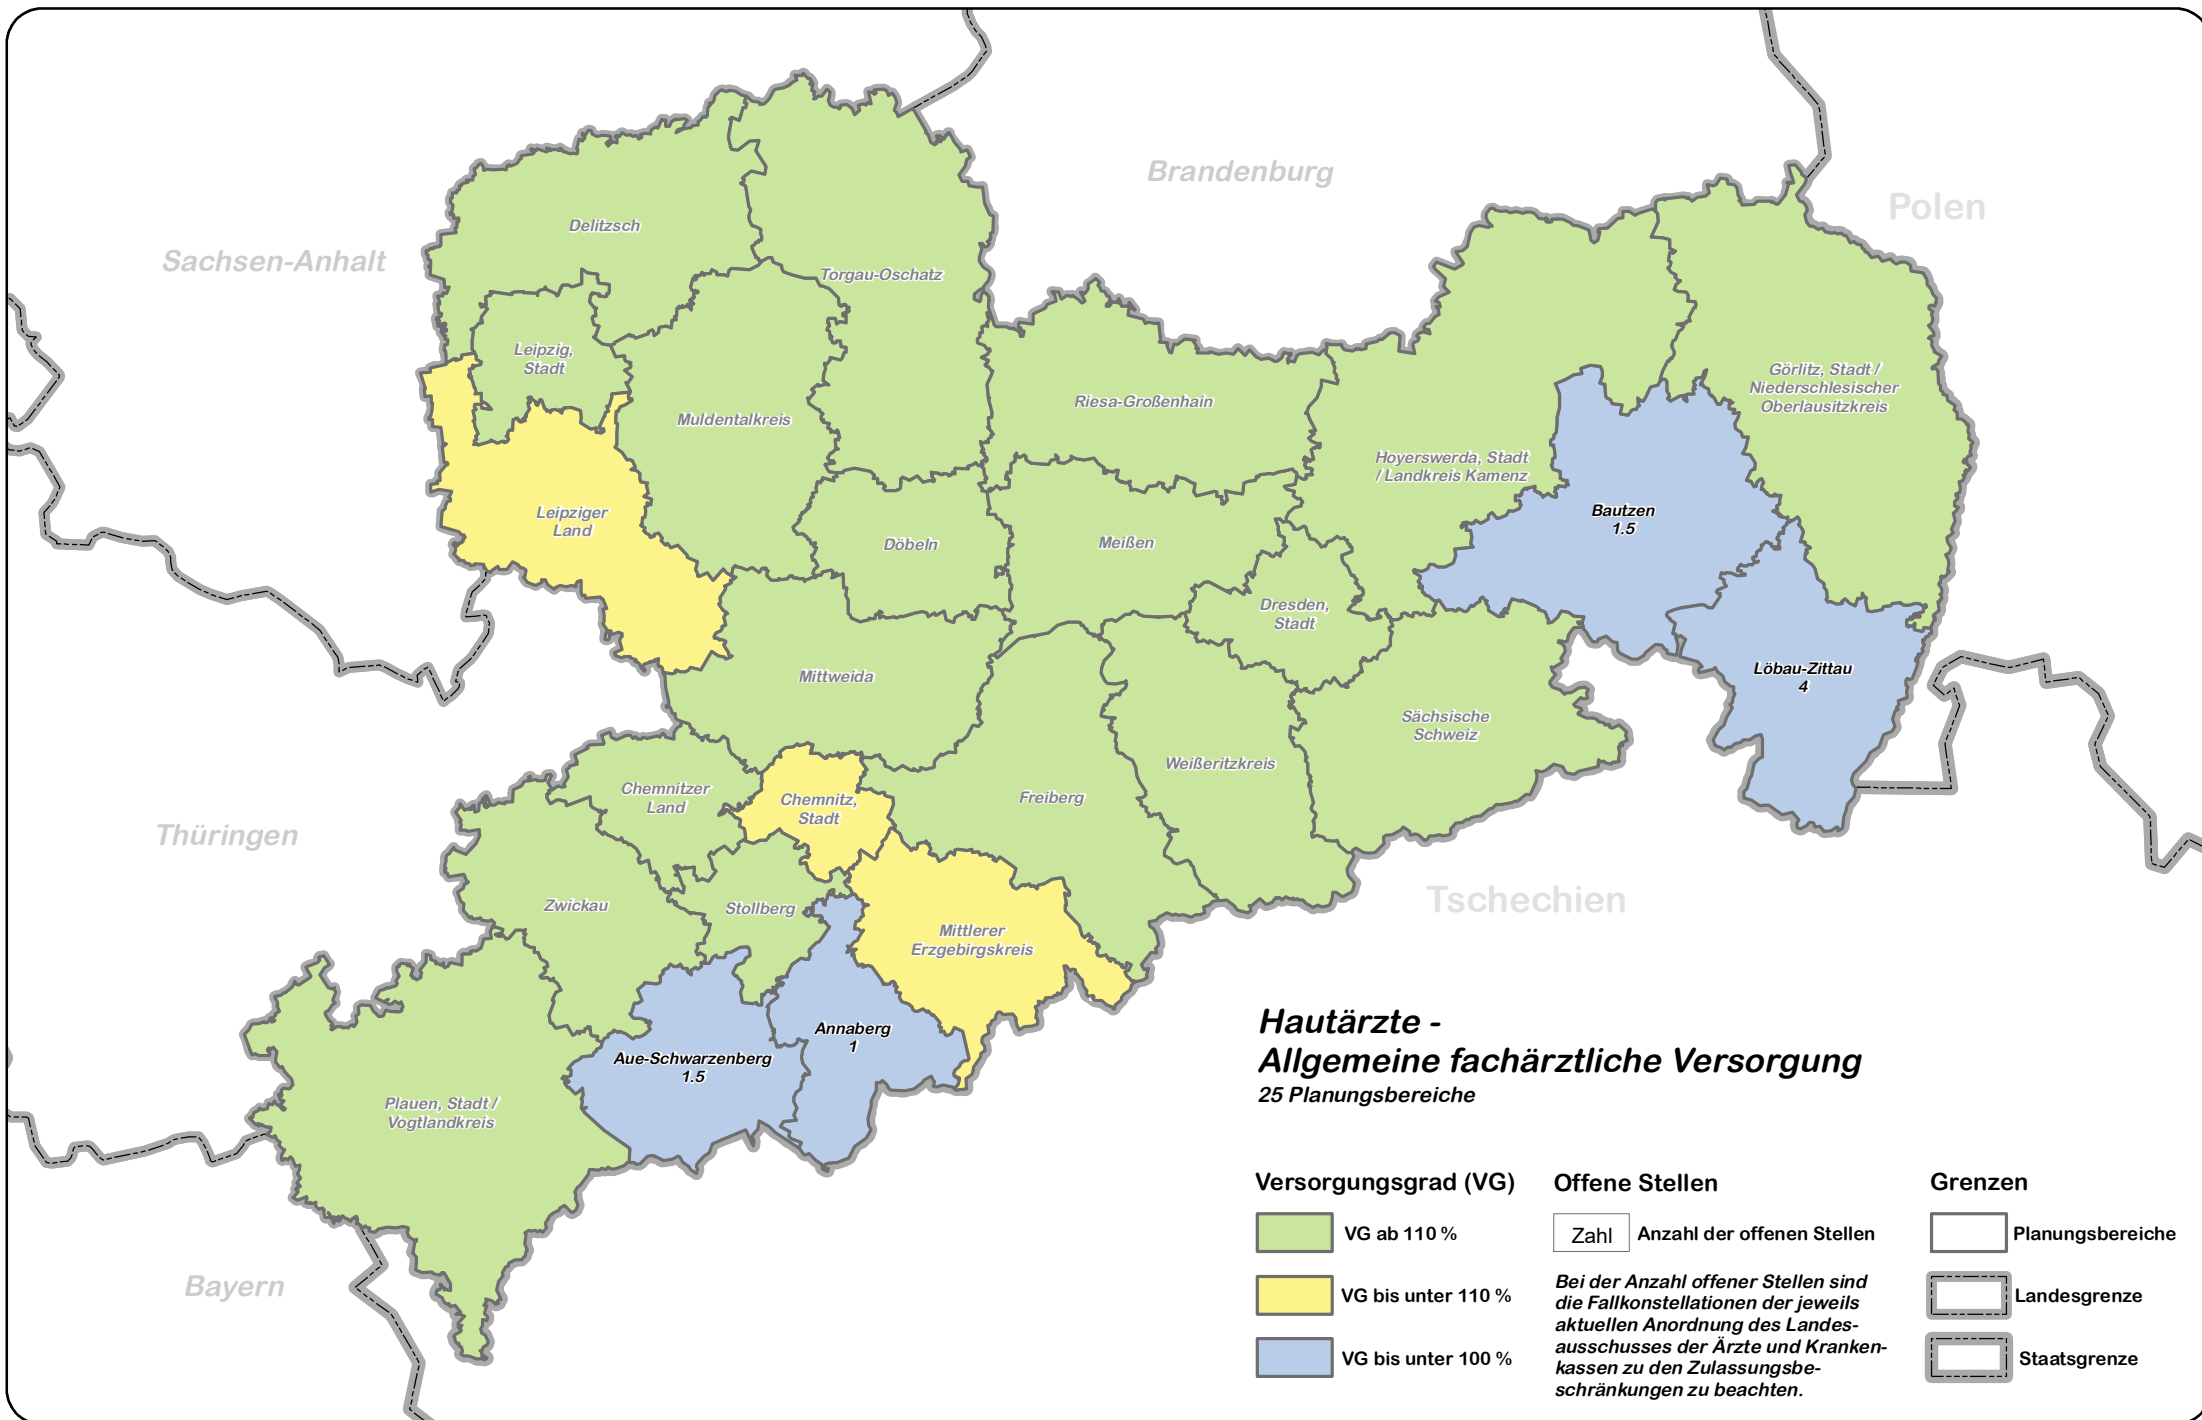 Brandenburg
Polen
Sachsen-Anhalt
Delitzsch
Torgau-Oschatz
Leipzig,
Stadt
Muldentalkreis
Riesa-Großenhain
Görlitz, Stadt /
Niederschlesischer
Oberlausitzkreis
Hoyerswerda, Stadt
/ Landkreis Kamenz
Leipziger
Land
Bautzen
1.5
Döbeln
Meißen
Dresden,
Stadt
Mittweida
Löbau-Zittau
4
Sächsische
Schweiz
Weißeritzkreis
Chemnitzer
Land
Chemnitz,
Stadt
Freiberg
Thüringen
Tschechien
Zwickau
Stollberg
Mittlerer
Erzgebirgskreis
Annaberg
1
Aue-Schwarzenberg
1.5
Plauen, Stadt /
Vogtlandkreis
Bayern
Hautärzte -
Allgemeine fachärztliche Versorgung
25 Planungsbereiche
Versorgungsgrad (VG)
VG ab 110 %
VG bis unter 110 %
VG bis unter 100 %
Offene Stellen
Zahl
Anzahl der offenen Stellen
Bei der Anzahl offener Stellen sind
die Fallkonstellationen der jeweils
aktuellen Anordnung des Landes-
ausschusses der Ärzte und Kranken-
kassen zu den Zulassungsbe-
schränkungen zu beachten.
Grenzen
Planungsbereiche
Landesgrenze
Staatsgrenze